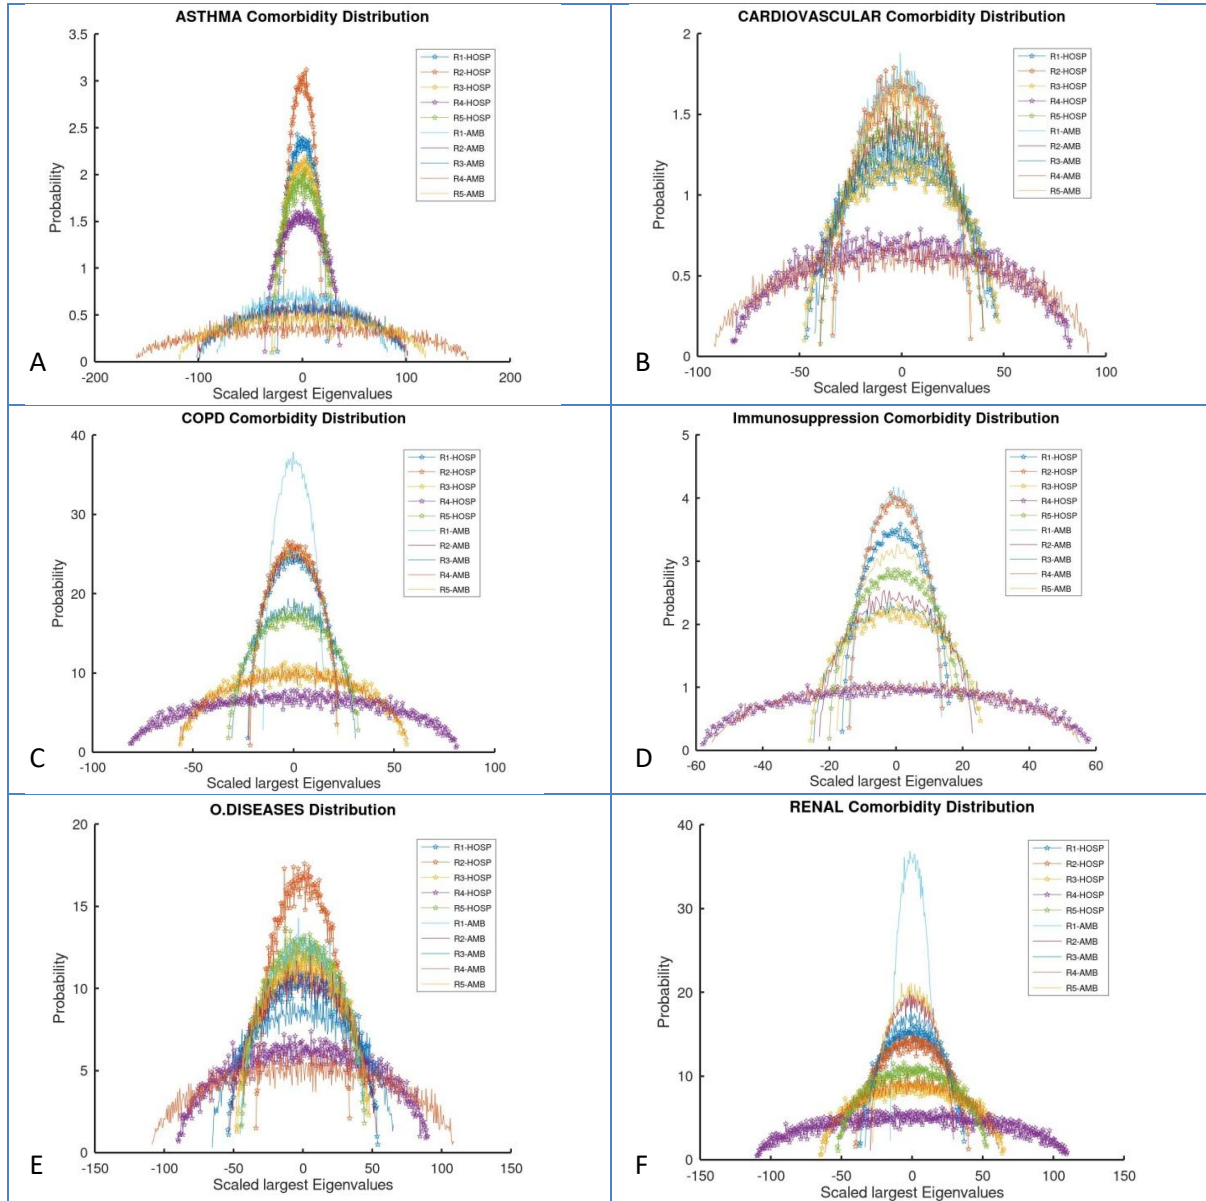 ASTHMA Comorbidity Distribution
3.5
3
2.5
2
1.5
1
0.5
0
Probability
R1-HOSP
R2-HOSP
R3-HOSP
R4-HOSP
R5-HOSP
R1-AMB
R2-AMB
R3-AMB
R4-AMB
R5-AMB
-200
-100
0
100
200
Scaled largest Eigenvalues
A
CARDIOVASCULAR Comorbidity Distribution
2
1.5
1
0.5
0
Probability
R1-HOSP
R2-HOSP
R3-HOSP
R4-HOSP
R5-HOSP
R1-AMB
R2-AMB
R3-AMB
R4-AMB
R5-AMB
-100
-50
0
50
100
Scaled largest Eigenvalues
B
COPD Comorbidity Distribution
40
30
20
10
0
Probability
R1-HOSP
R2-HOSP
R3-HOSP
R4-HOSP
R5-HOSP
R1-AMB
R2-AMB
R3-AMB
R4-AMB
R5-AMB
-100
-50
0
50
100
Scaled largest Eigenvalues
C
Immunosuppression Comorbidity Distribution
5
4
3
2
1
0
Probability
R1-HOSP
R2-HOSP
R3-HOSP
R4-HOSP
R5-HOSP
R1-AMB
R2-AMB
R3-AMB
R4-AMB
R5-AMB
-60
-40
-20
0
20
40
60
Scaled largest Eigenvalues
D
O.DISEASES Distribution
20
15
10
5
0
Probability
R1-HOSP
R2-HOSP
R3-HOSP
R4-HOSP
R5-HOSP
R1-AMB
R2-AMB
R3-AMB
R4-AMB
R5-AMB
-150
-100
-50
0
50
100
150
Scaled largest Eigenvalues
E
RENAL Comorbidity Distribution
40
30
20
10
0
Probability
R1-HOSP
R2-HOSP
R3-HOSP
R4-HOSP
R5-HOSP
R1-AMB
R2-AMB
R3-AMB
R4-AMB
R5-AMB
-150
-100
-50
0
50
100
150
Scaled largest Eigenvalues
F